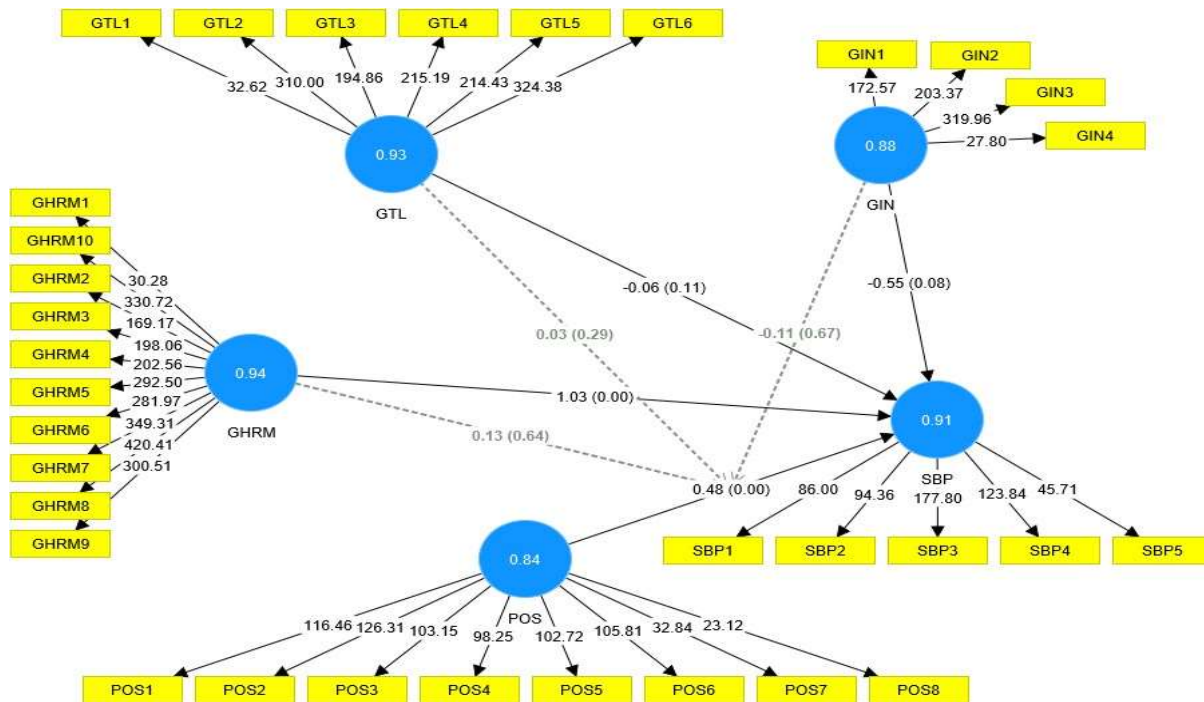 GTL1
GTL2
GTL3
GTL4
GTL5
GTL6
32.62
310.00
194.86
215.19
214.43
324.38
0.93
GTL
GIN1
GIN2
GIN3
GIN4
172.57
203.37
319.96
27.80
0.88
GIN
GHRM1
GHRM10
GHRM2
GHRM3
GHRM4
GHRM5
GHRM6
GHRM7
GHRM8
GHRM9
30.28
330.72
169.17
198.06
202.56
292.50
281.97
349.31
420.41
300.51
0.94
GHRM
-0.06 (0.11)
-0.55 (0.08)
0.03 (0.29)
-0.11 (0.67)
1.03 (0.00)
0.13 (0.64)
0.48 (0.00)
0.91
SBP
86.00
94.36
177.80
123.84
45.71
SBP1
SBP2
SBP3
SBP4
SBP5
0.84
POS
116.46
126.31
103.15
98.25
102.72
105.81
32.84
23.12
POS1
POS2
POS3
POS4
POS5
POS6
POS7
POS8